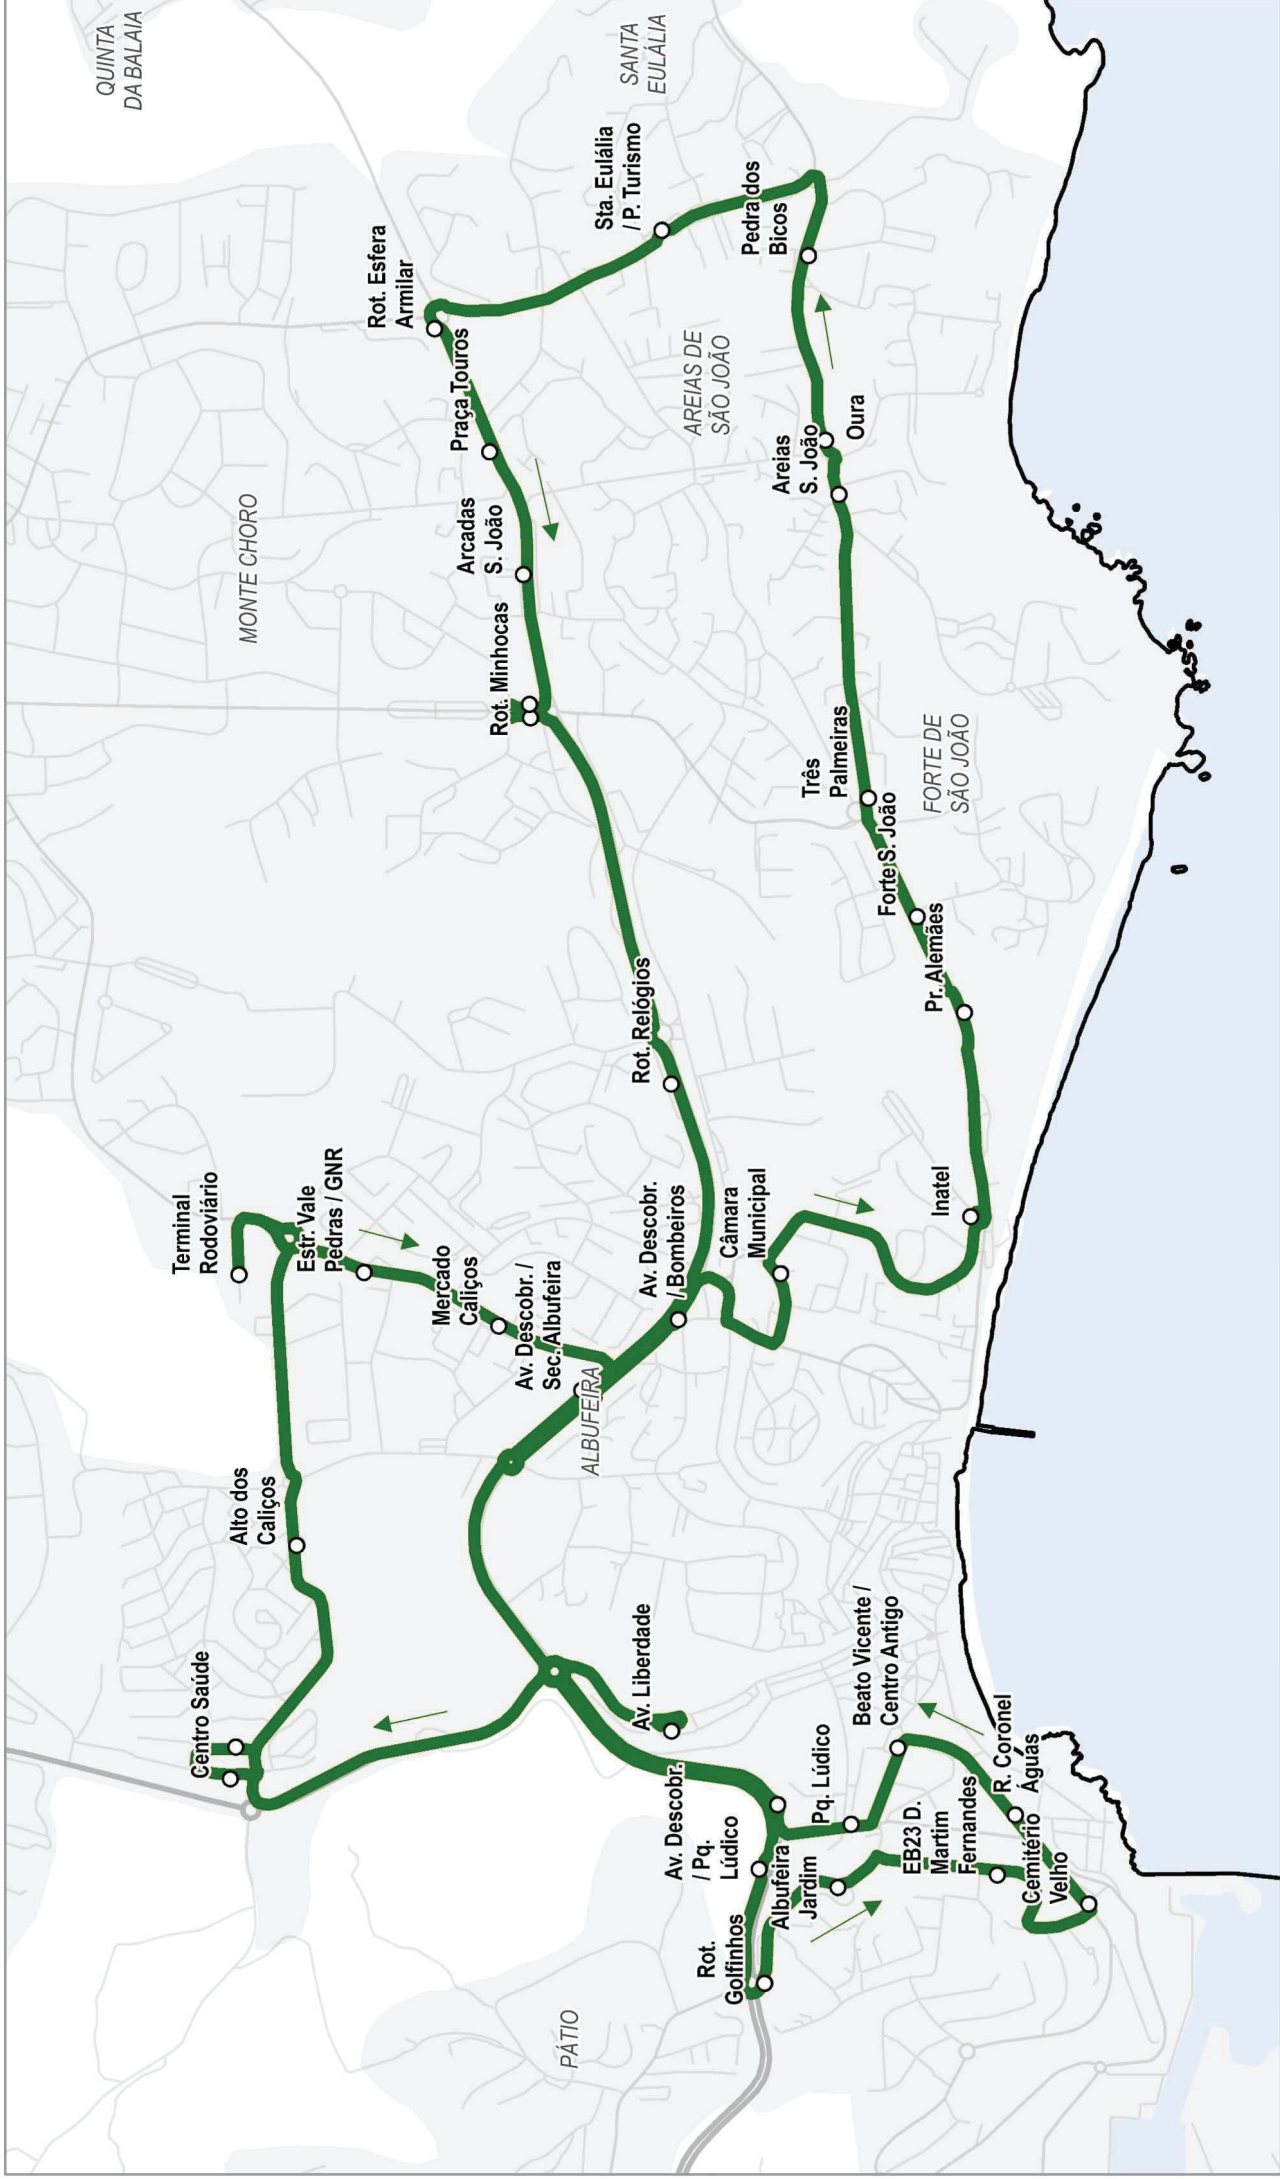 QUINTA
DA BALAIA
SANTA
EULÁLIA
Sta. Eulália
/ P. Turismo
Pedra dos
Bicos
Rot. Esfera
Armilar
Praça Touros
AREIAS DE
SÃO JOÃO
Oura
Areias
S. João
Arcadas
S. João
MONTE CHORO
Rot. Minhocas
Três
Palmeiras
FORTE DE
SÃO JOÃO
Forte S. João
Pr. Alemães
Rot. Relógios
Terminal
Rodoviário
Estr. Vale
Pedras / GNR
Mercado
Caliços
Av. Descobr. /
Sec. Albufeira
Av. Descobr.
/ Bombeiros
Câmara
Municipal
Inatel
ALBUFEIRA
Alto dos
Caliços
Centro Saúde
Av. Liberdade
Beato Vicente /
Centro Antigo
Av. Descobr.
/ Pq.
Lúdico
Pq. Lúdico
R. Coronel
Águas
Albufeira
Jardim
EB23 D.
Martim
Fernandes
Cemitério
Velho
Rot.
Golfinhos
PÁTIO